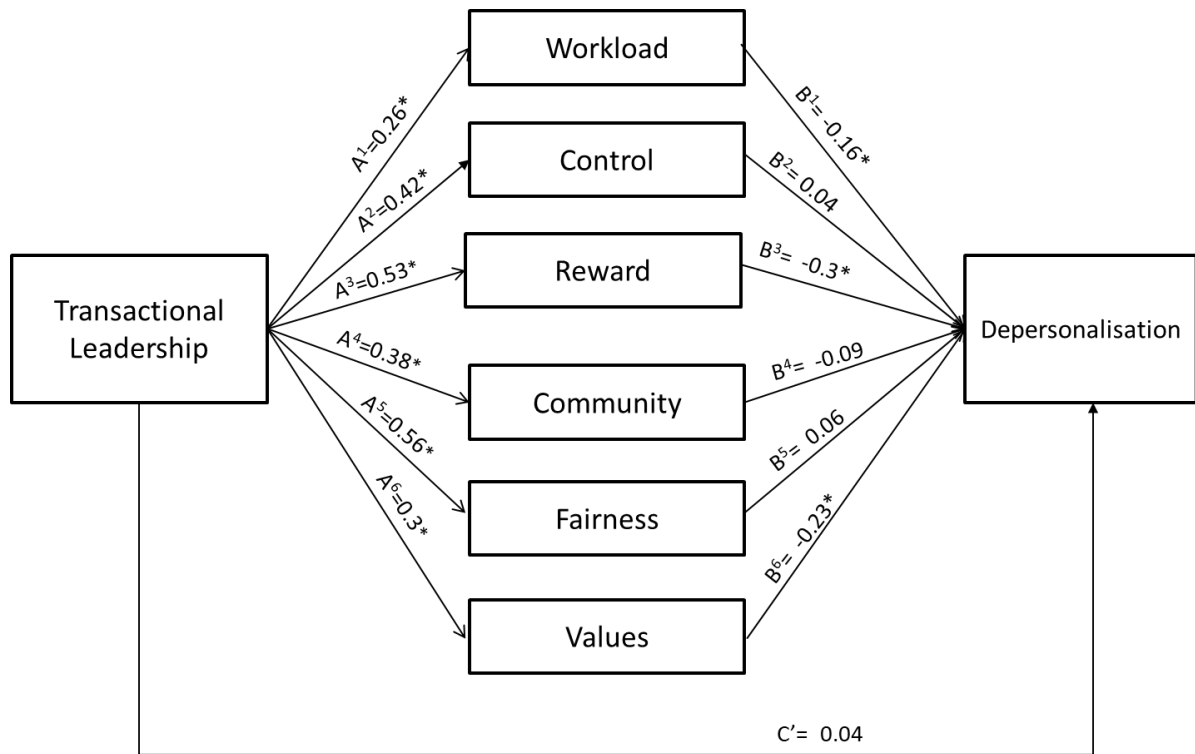 Workload
Control
Reward
Community
Fairness
Values
Transactional
Leadership
Depersonalisation
A¹=0.26*
A²=0.42*
A³=0.53*
A⁴=0.38*
A⁵=0.56*
A⁶=0.3*
B¹= -0.16*
B²= 0.04
B³= -0.3*
B⁴= -0.09
B⁵= 0.06
B⁶= -0.23*
C’= 0.04